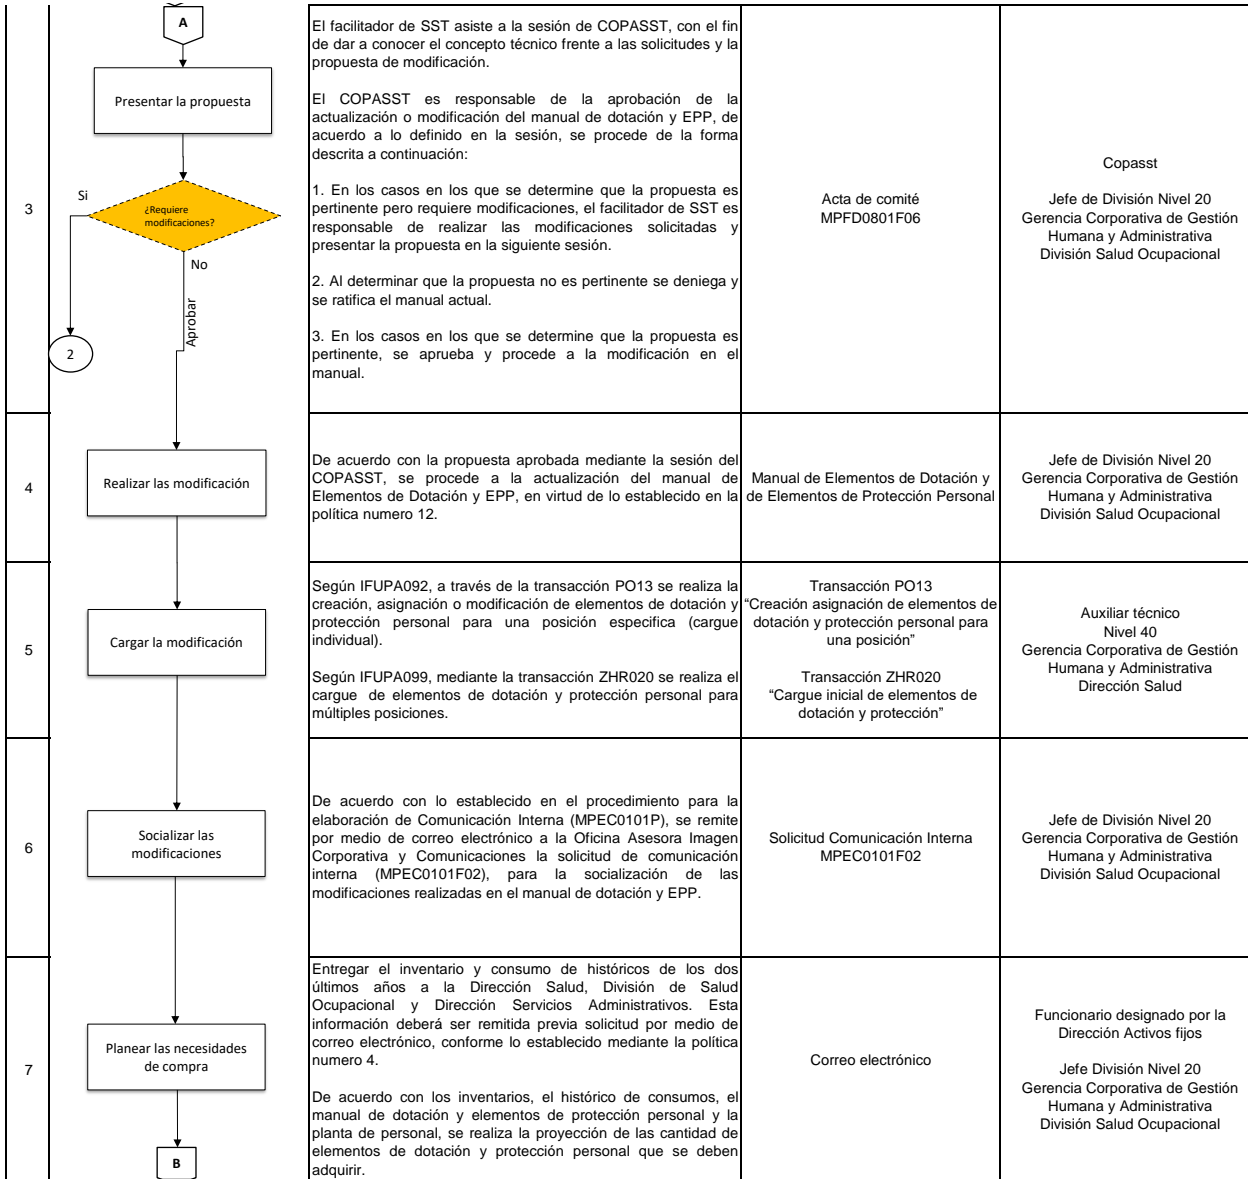 3
A
Presentar la propuesta
¿Requiere
modificaciones?
Si
No
Aprobar
2
El facilitador de SST asiste a la sesión de COPASST, con el fin
de dar a conocer el concepto técnico frente a las solicitudes y la
propuesta de modificación.
El COPASST es responsable de la aprobación de la
actualización o modificación del manual de dotación y EPP, de
acuerdo a lo definido en la sesión, se procede de la forma
descrita a continuación:
1. En los casos en los que se determine que la propuesta es
pertinente pero requiere modificaciones, el facilitador de SST es
responsable de realizar las modificaciones solicitadas y
presentar la propuesta en la siguiente sesión.
2. Al determinar que la propuesta no es pertinente se deniega y
se ratifica el manual actual.
3. En los casos en los que se determine que la propuesta es
pertinente, se aprueba y procede a la modificación en el
manual.
Acta de comité
MPFD0801F06
Copasst
Jefe de División Nivel 20
Gerencia Corporativa de Gestión
Humana y Administrativa
División Salud Ocupacional
4
Realizar las modificación
De acuerdo con la propuesta aprobada mediante la sesión del
COPASST, se procede a la actualización del manual de
Elementos de Dotación y EPP, en virtud de lo establecido en la
política numero 12.
Manual de Elementos de Dotación y
de Elementos de Protección Personal
Jefe de División Nivel 20
Gerencia Corporativa de Gestión
Humana y Administrativa
División Salud Ocupacional
5
Cargar la modificación
Según IFUPA092, a través de la transacción PO13 se realiza la
creación, asignación o modificación de elementos de dotación y
protección personal para una posición especifica (cargue
individual).
Según IFUPA099, mediante la transacción ZHR020 se realiza el
cargue de elementos de dotación y protección personal para
múltiples posiciones.
Transacción PO13
“Creación asignación de elementos de
dotación y protección personal para
una posición”
Transacción ZHR020
“Cargue inicial de elementos de
dotación y protección”
Auxiliar técnico
Nivel 40
Gerencia Corporativa de Gestión
Humana y Administrativa
Dirección Salud
6
Socializar las
modificaciones
De acuerdo con lo establecido en el procedimiento para la
elaboración de Comunicación Interna (MPEC0101P), se remite
por medio de correo electrónico a la Oficina Asesora Imagen
Corporativa y Comunicaciones la solicitud de comunicación
interna (MPEC0101F02), para la socialización de las
modificaciones realizadas en el manual de dotación y EPP.
Solicitud Comunicación Interna
MPEC0101F02
Jefe de División Nivel 20
Gerencia Corporativa de Gestión
Humana y Administrativa
División Salud Ocupacional
7
Planear las necesidades
de compra
B
Entregar el inventario y consumo de históricos de los dos
últimos años a la Dirección Salud, División de Salud
Ocupacional y Dirección Servicios Administrativos. Esta
información deberá ser remitida previa solicitud por medio de
correo electrónico, conforme lo establecido mediante la política
numero 4.
De acuerdo con los inventarios, el histórico de consumos, el
manual de dotación y elementos de protección personal y la
planta de personal, se realiza la proyección de las cantidad de
elementos de dotación y protección personal que se deben
adquirir.
Correo electrónico
Funcionario designado por la
Dirección Activos fijos
Jefe División Nivel 20
Gerencia Corporativa de Gestión
Humana y Administrativa
División Salud Ocupacional